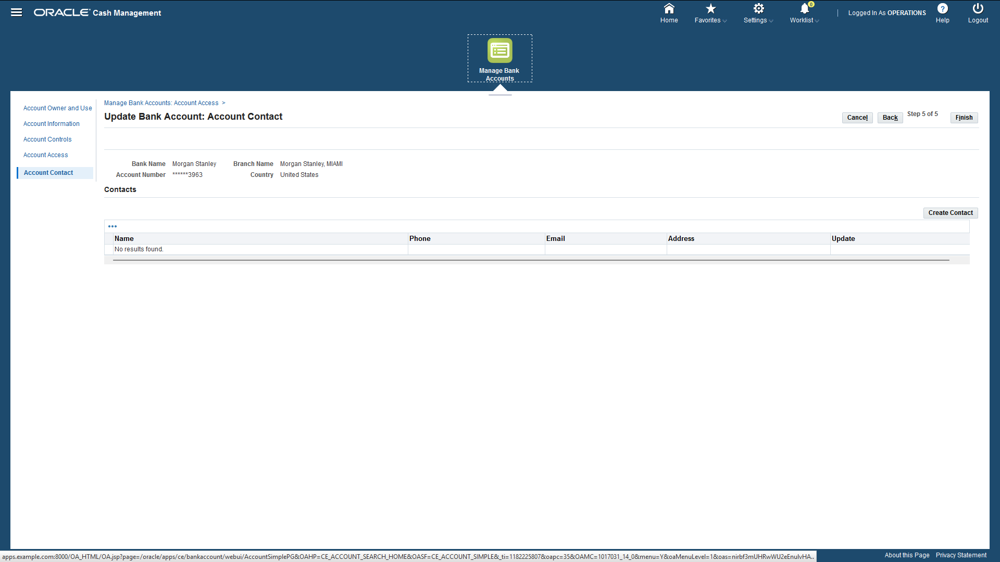 ORACLE Cash Management
Home
Favorites
Settings
0
Worklist
Logged In As OPERATIONS
?
Help
Logout
Manage Bank
Accounts
Account Owner and Use
Account Information
Account Controls
Account Access
Account Contact
Manage Bank Accounts: Account Access >
Update Bank Account: Account Contact
Cancel
Back
Step 5 of 5
Finish
Bank Name Morgan Stanley Branch Name Morgan Stanley, MIAMI
Account Number ******3963 Country United States
Contacts
Create Contact
Name Phone Email Address Update
No results found.
apps.example.com:8000/OA_HTML/OA.jsp?page=/oracle/apps/ce/bankaccount/webui/AccountSimplePG&OAHP=CE_ACCOUNT_SEARCH_HOME&OASF=CE_ACCOUNT_SIMPLE&_ti=1182225807&oapc=35&OAMC=1017031_14_0&menu=Y&oaMenuLevel=1&oas=nirbf3mUHRwWU2eEnulvHA..
About this Page Privacy Statement